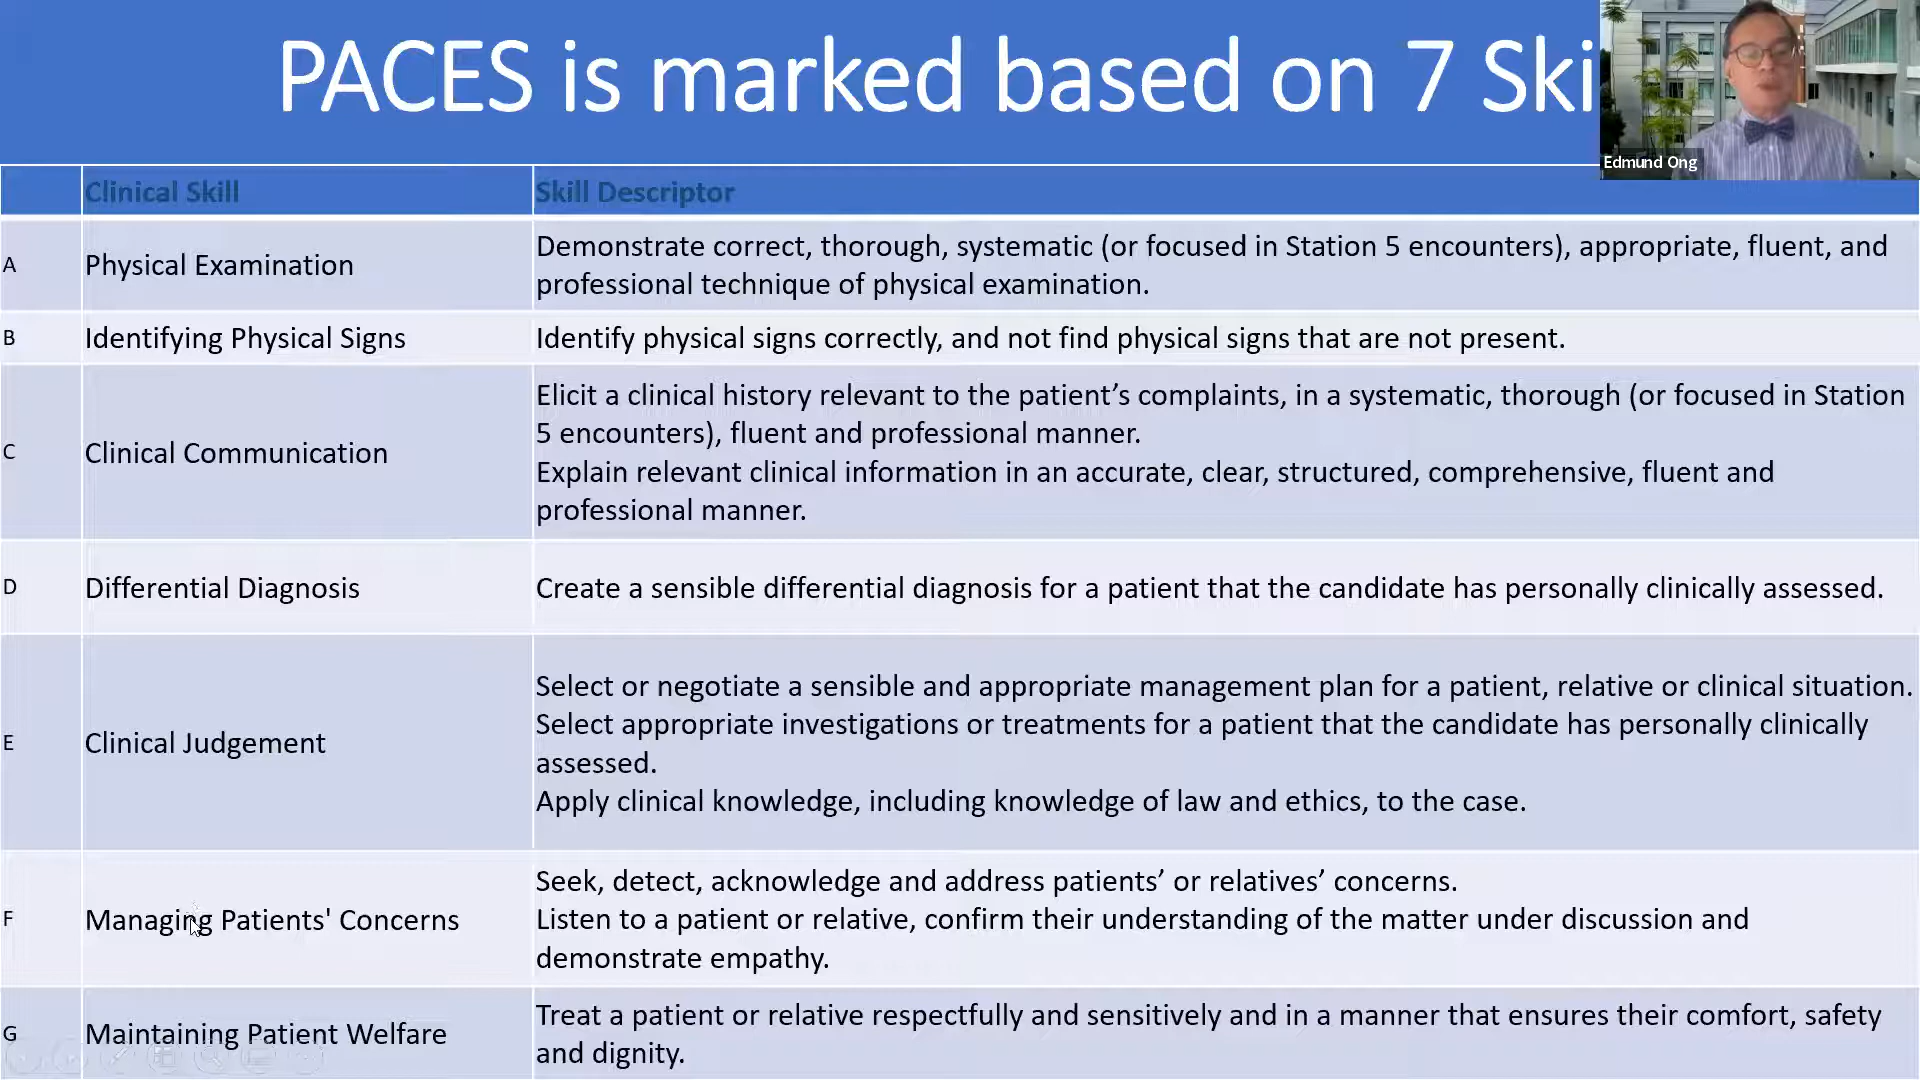 PACES is marked based on 7 Ski
Edmund Ong
Clinical Skill
Skill Descriptor
A
Physical Examination
Demonstrate correct, thorough, systematic (or focused in Station 5 encounters), appropriate, fluent, and
professional technique of physical examination.
B
Identifying Physical Signs
Identify physical signs correctly, and not find physical signs that are not present.
C
Clinical Communication
Elicit a clinical history relevant to the patient’s complaints, in a systematic, thorough (or focused in Station
5 encounters), fluent and professional manner.
Explain relevant clinical information in an accurate, clear, structured, comprehensive, fluent and
professional manner.
D
Differential Diagnosis
Create a sensible differential diagnosis for a patient that the candidate has personally clinically assessed.
E
Clinical Judgement
Select or negotiate a sensible and appropriate management plan for a patient, relative or clinical situation.
Select appropriate investigations or treatments for a patient that the candidate has personally clinically
assessed.
Apply clinical knowledge, including knowledge of law and ethics, to the case.
F
Managing Patients' Concerns
Seek, detect, acknowledge and address patients’ or relatives’ concerns.
Listen to a patient or relative, confirm their understanding of the matter under discussion and
demonstrate empathy.
G
Maintaining Patient Welfare
Treat a patient or relative respectfully and sensitively and in a manner that ensures their comfort, safety
and dignity.